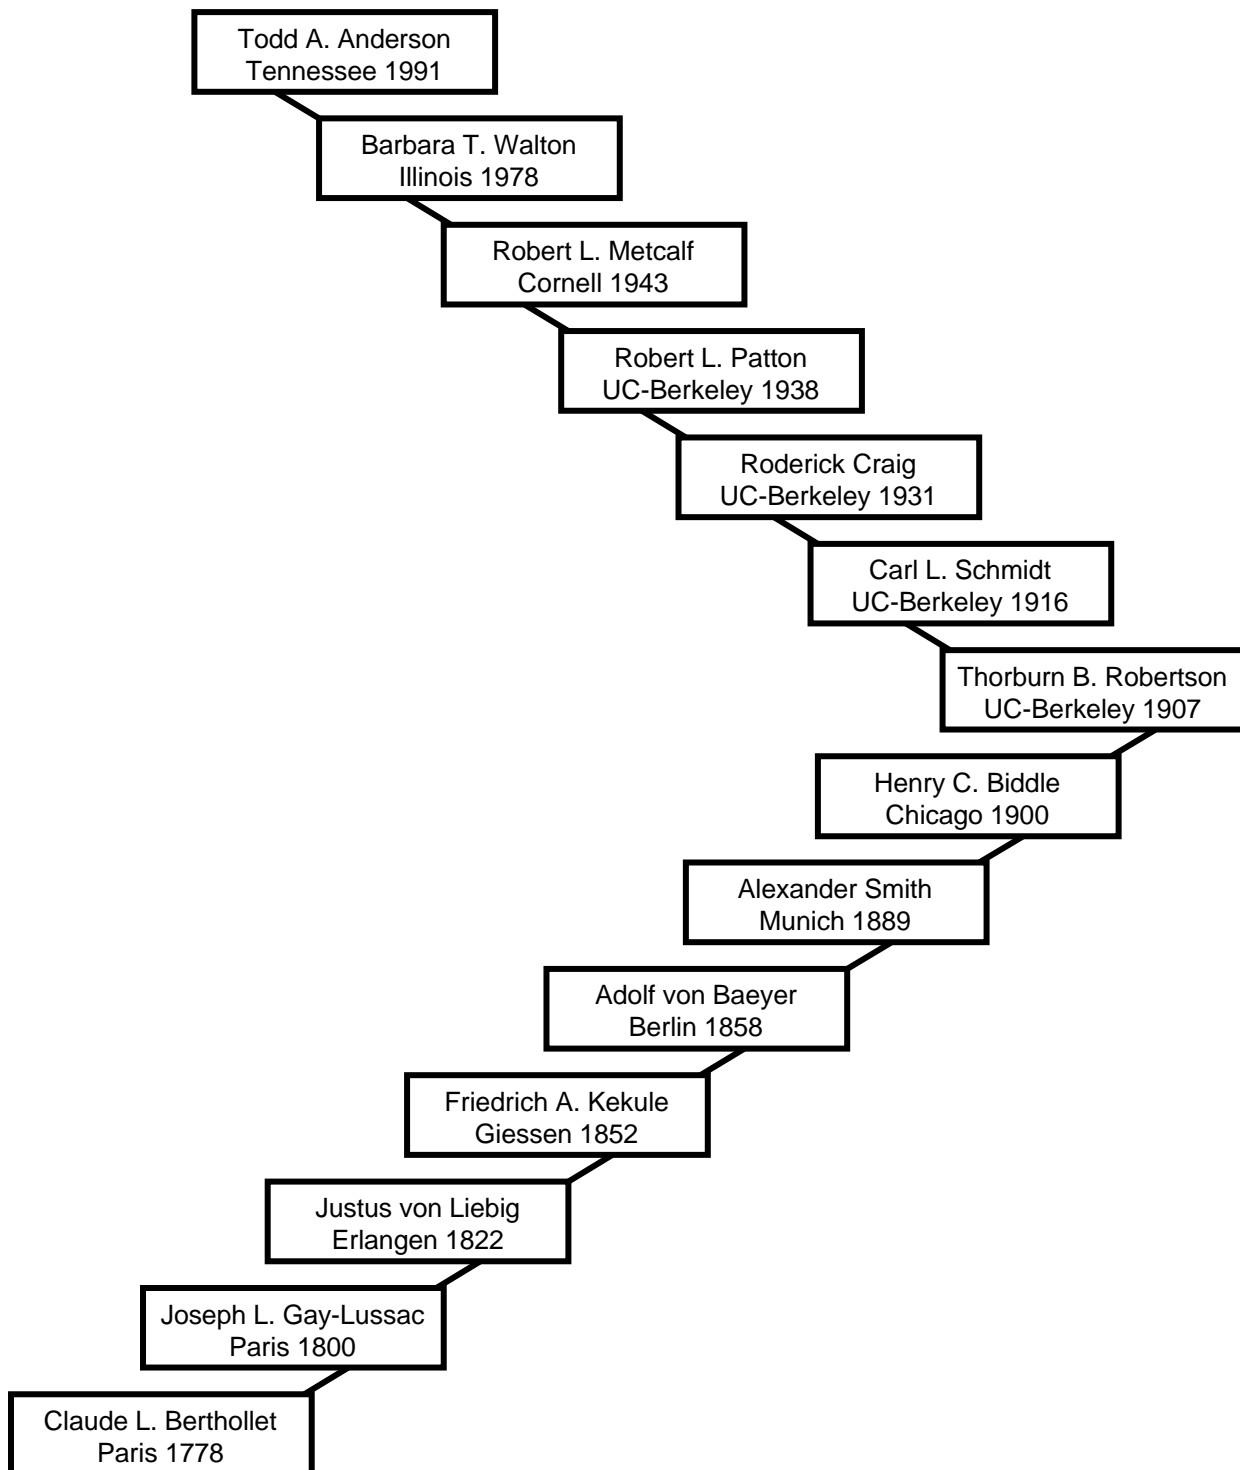 Todd A. Anderson
Tennessee 1991
Barbara T. Walton
Illinois 1978
Robert L. Metcalf
Cornell 1943
Robert L. Patton
UC-Berkeley 1938
Roderick Craig
UC-Berkeley 1931
Carl L. Schmidt
UC-Berkeley 1916
Thorburn B. Robertson
UC-Berkeley 1907
Henry C. Biddle
Chicago 1900
Alexander Smith
Munich 1889
Adolf von Baeyer
Berlin 1858
Friedrich A. Kekule
Giessen 1852
Justus von Liebig
Erlangen 1822
Joseph L. Gay-Lussac
Paris 1800
Claude L. Berthollet
Paris 1778